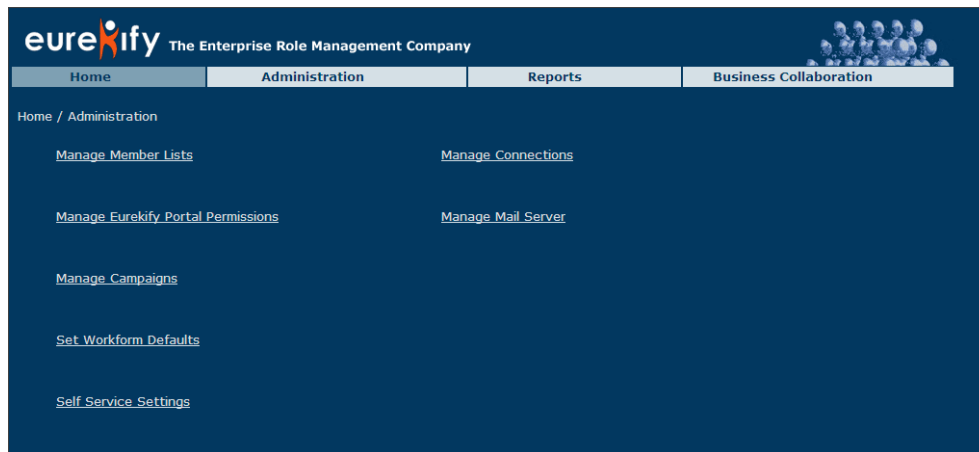 eurekify The Enterprise Role Management Company
Home Administration Reports Business Collaboration
Home / Administration
Manage Member Lists Manage Connections
Manage Eurekify Portal Permissions Manage Mail Server
Manage Campaigns
Set Workform Defaults
Self Service Settings